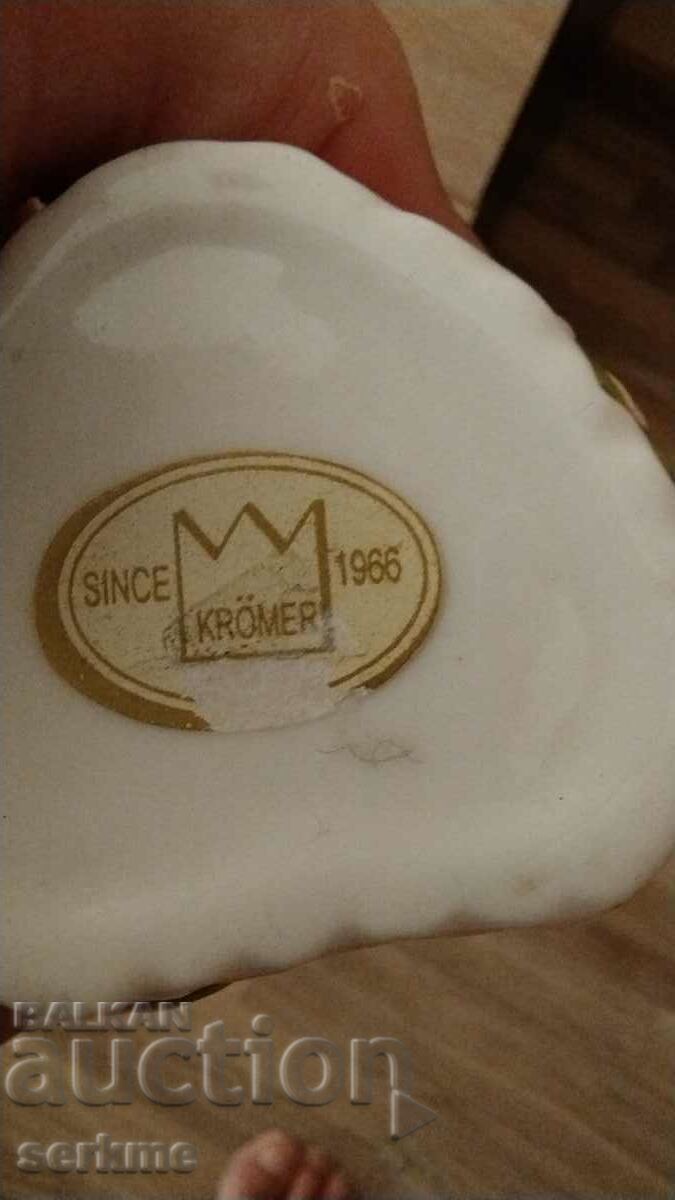 SINCE 1966
KRÖMER
BALKAN
auction
serkme